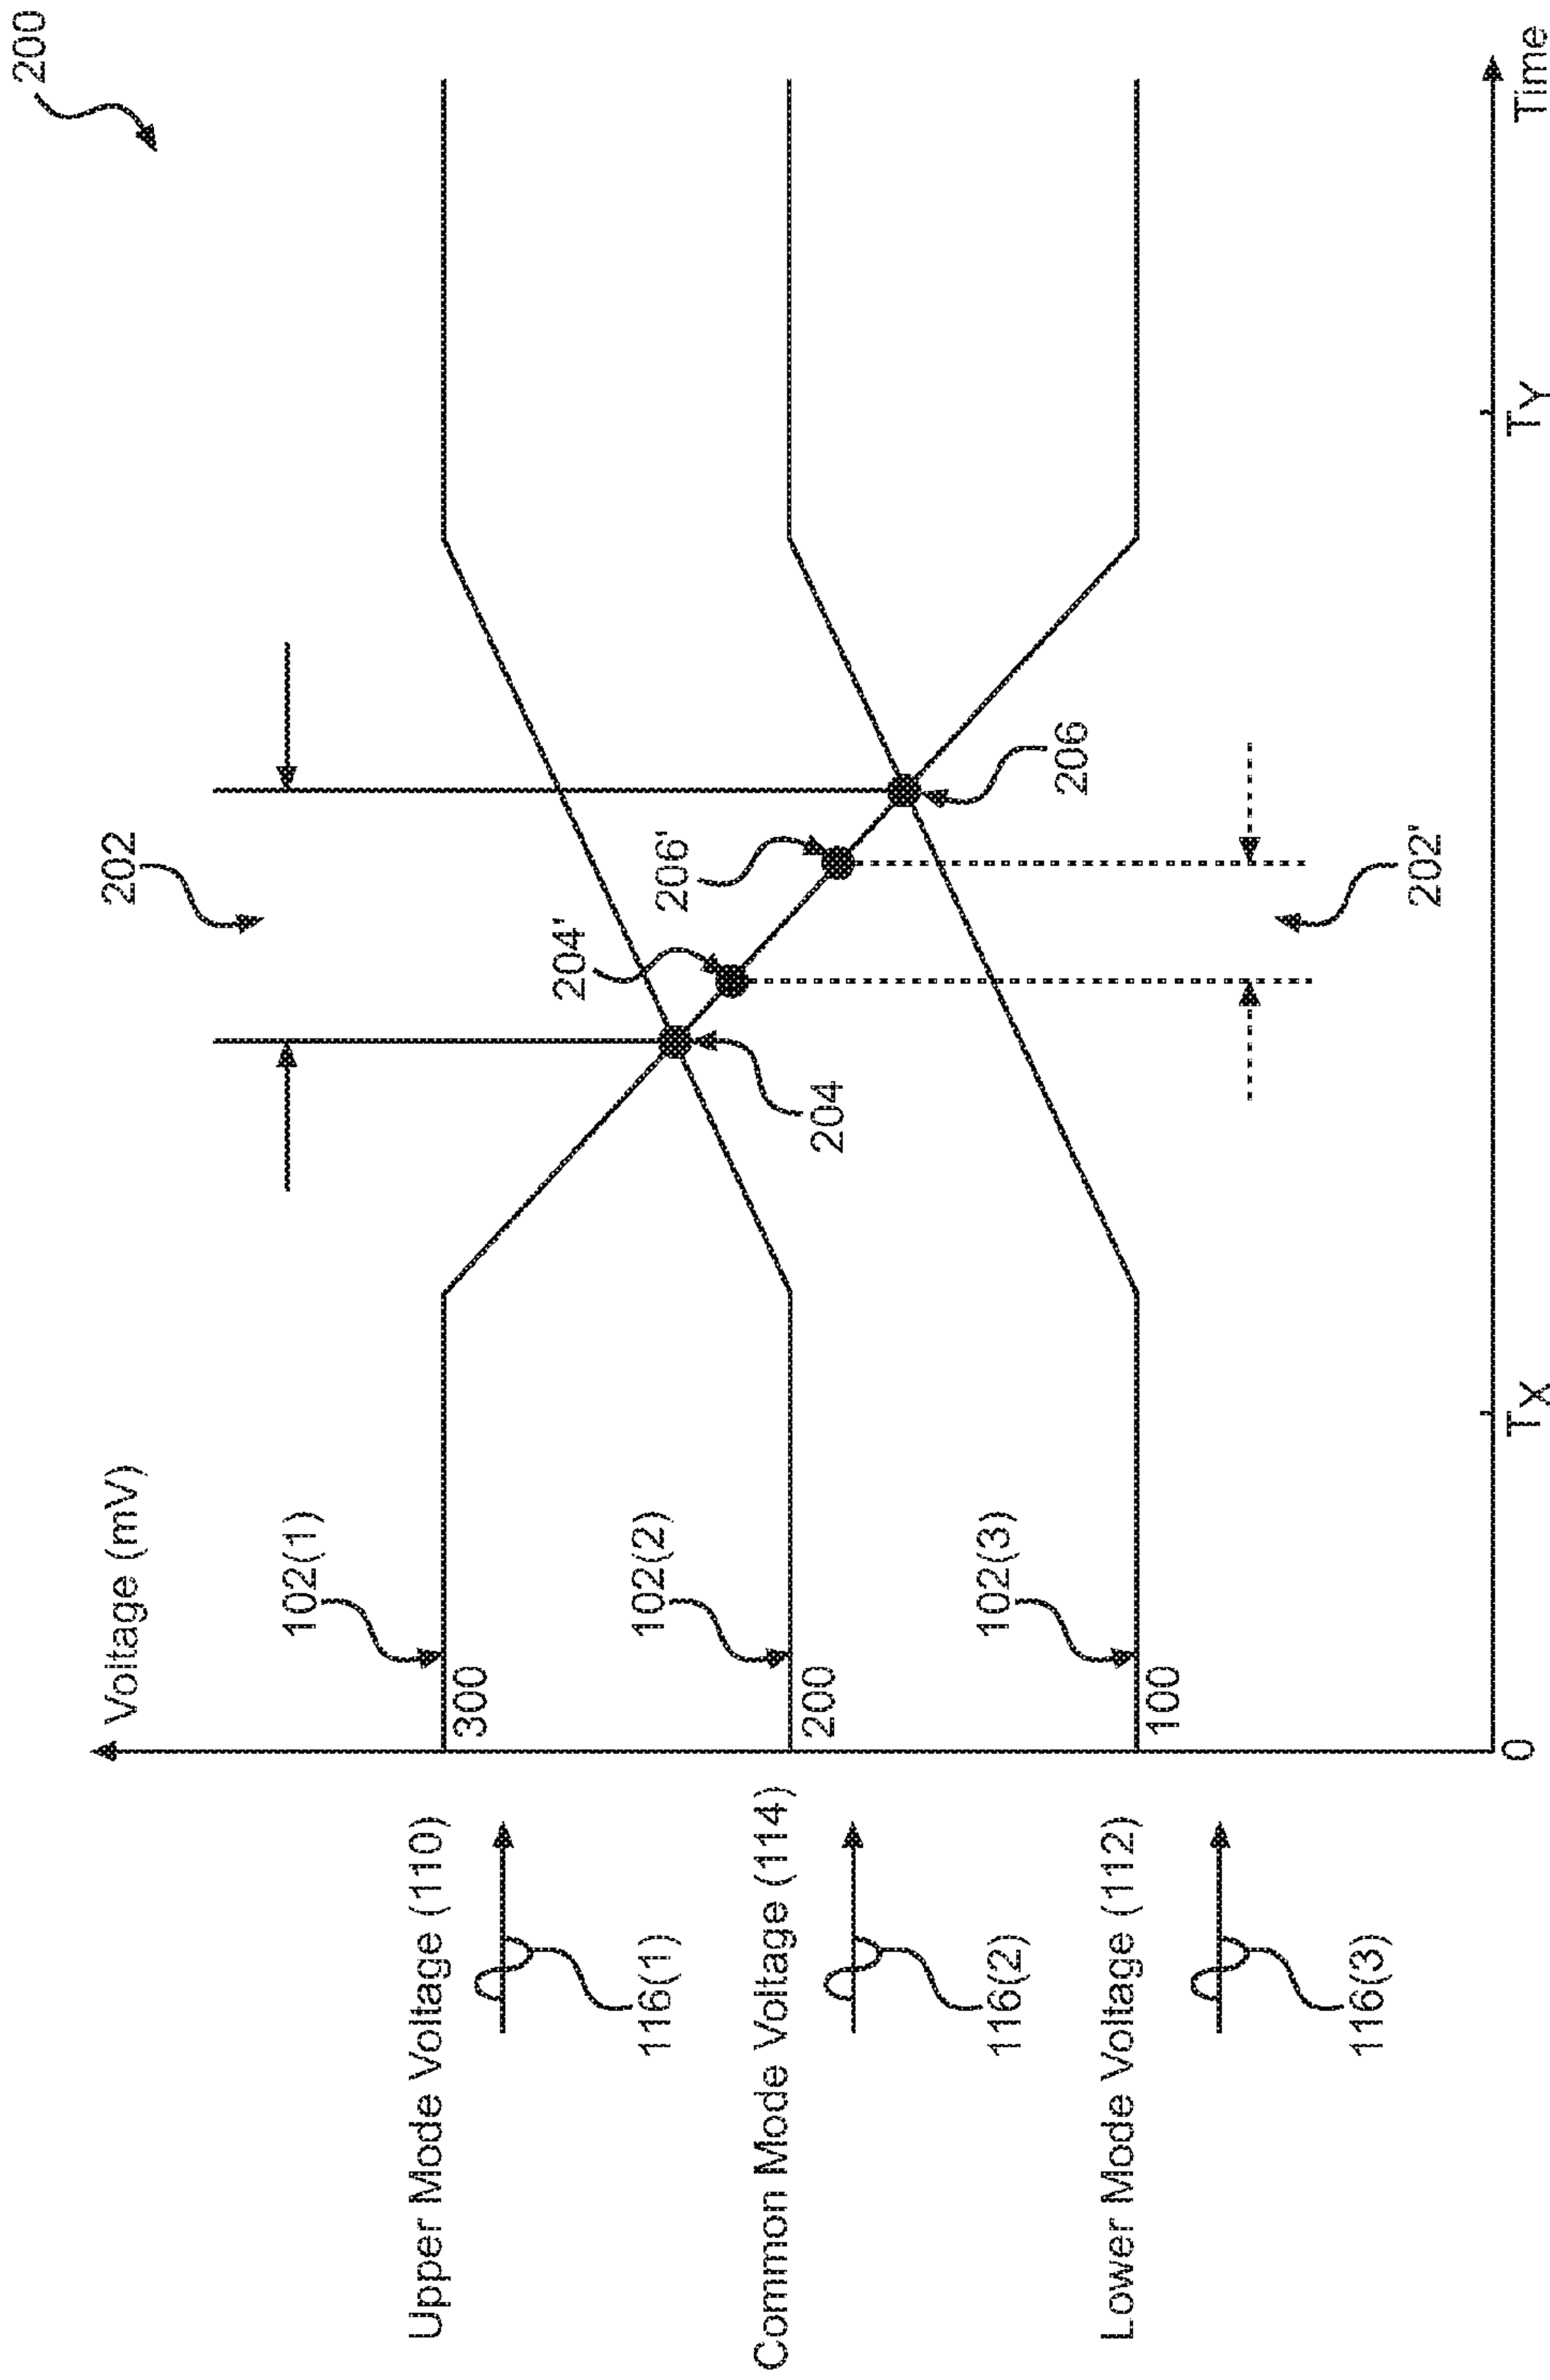 200
Voltage (mV)
202
102(1)
Upper Mode Voltage (110)
300
116(1)
204'
206'
102(2)
Common Mode Voltage (114)
200
204
206
116(2)
102(3)
Lower Mode Voltage (112)
100
116(3)
202'
0
TX
TY
Time